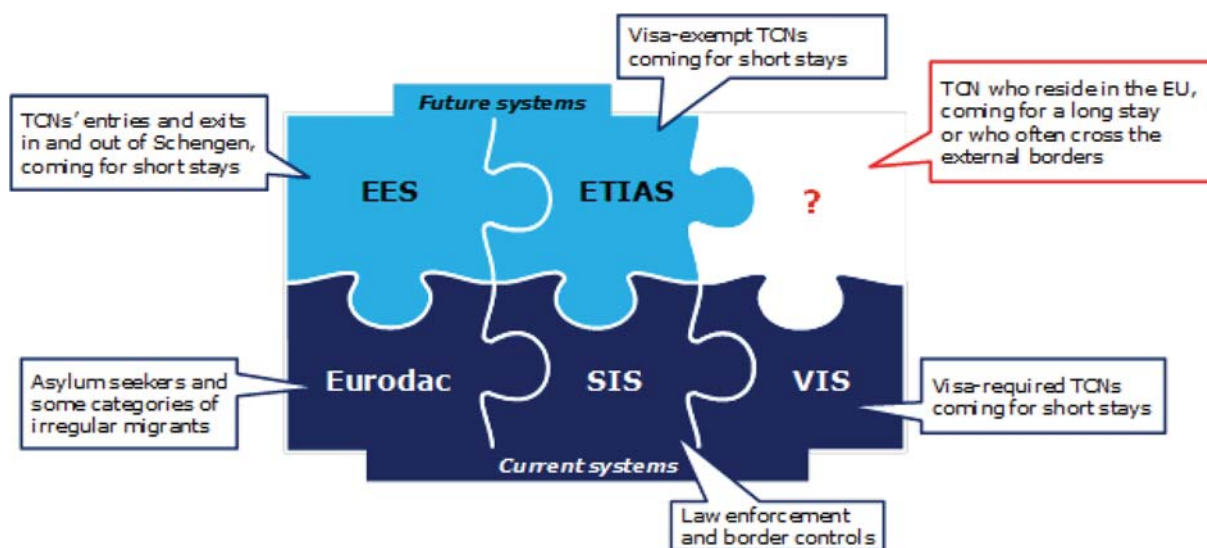 Visa-exempt TCNs
coming for short stays
TCN who reside in the EU,
coming for a long stay
or who often cross the
external borders
Future systems
TCNs' entries and exits
in and out of Schengen,
coming for short stays
EES
ETIAS
?
Eurodac
SIS
VIS
Asylum seekers and
some categories of
irregular migrants
Visa-required TCNs
coming for short stays
Current systems
Law enforcement
and border controls